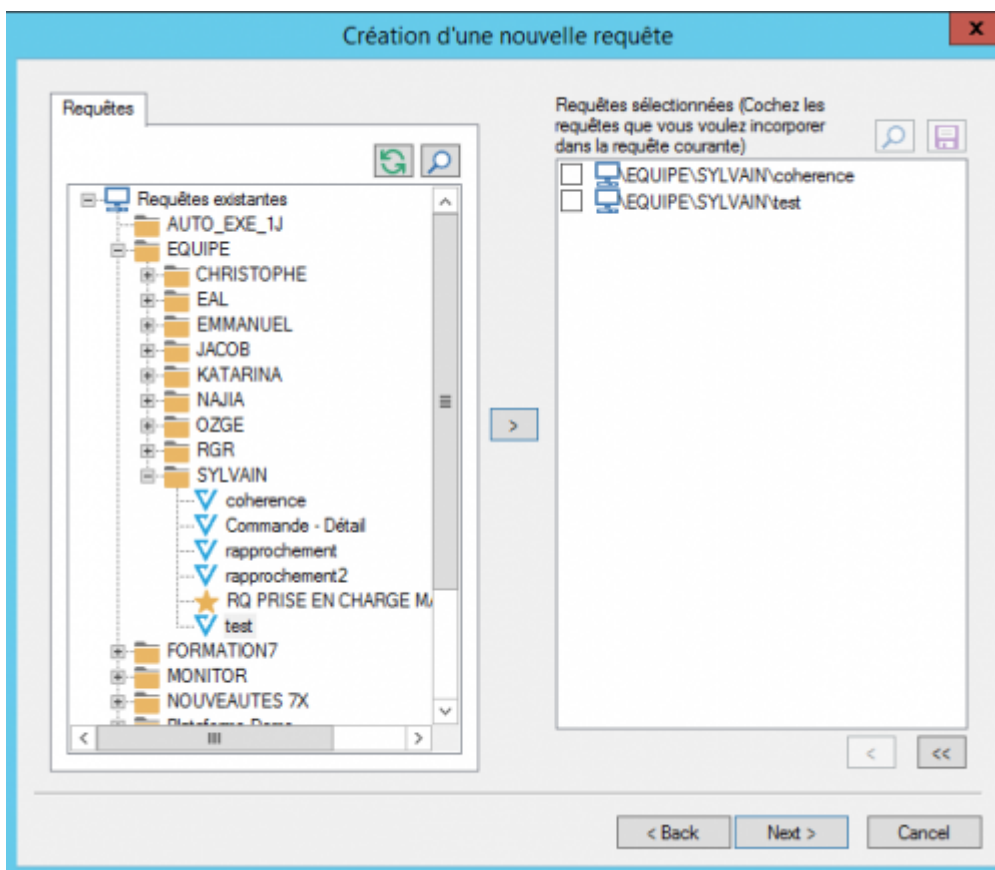 Création d'une nouvelle requête
x
Requêtes
Requêtes existantes
AUTO_EXE_1J
EQUIPE
CHRISTOPHE
EAL
EMMANUEL
JACOB
KATARINA
NAJIA
OZGE
RGR
SYLVAIN
coherence
Commande - Détail
rapprochement
rapprochement2
RQ PRISE EN CHARGE MA
test
FORMATION7
MONITOR
NOUVEAUTES 7X
>
Requêtes sélectionnées (Cochez les
requêtes que vous voulez incorporer
dans la requête courante)
\EQUIPE\SYLVAIN\coherence
\EQUIPE\SYLVAIN\test
<
<<
< Back
Next >
Cancel